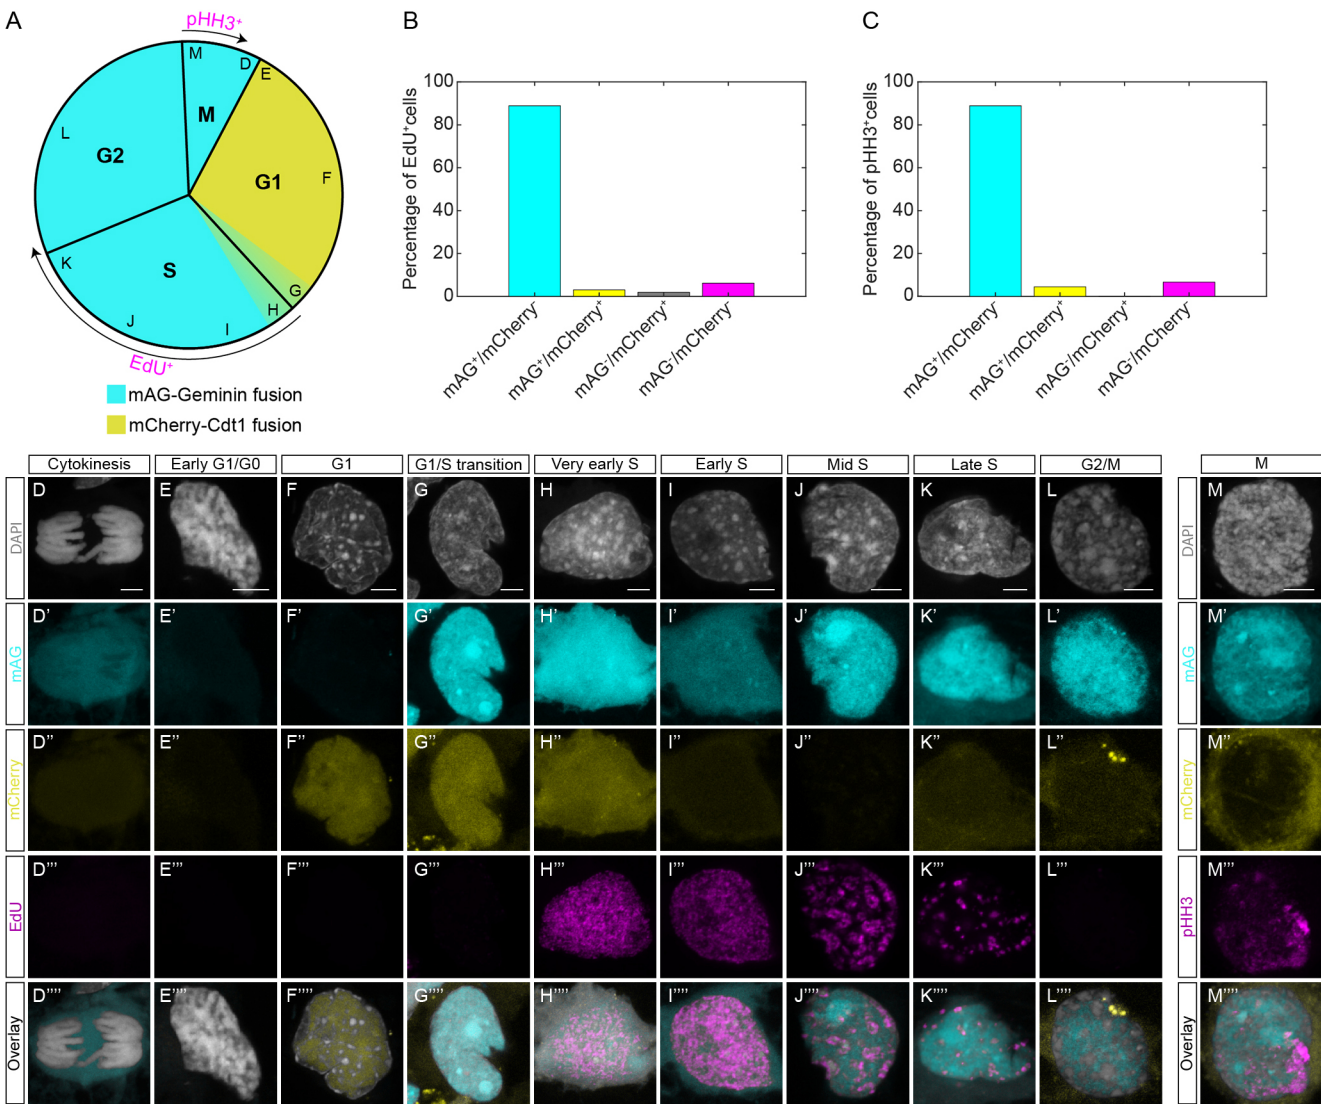 A
pHH3⁺
M
D
E
L
M
G2
G1
F
K
S
G
H
J
I
EdU⁺
mAG-Geminin fusion
mCherry-Cdt1 fusion
B
Percentage of EdU⁺cells
100
80
60
40
20
0
mAG⁺/mCherry⁻
mAG⁺/mCherry⁺
mAG⁻/mCherry⁺
mAG⁻/mCherry⁻
C
Percentage of pHH3⁺cells
100
80
60
40
20
0
mAG⁺/mCherry⁻
mAG⁺/mCherry⁺
mAG⁻/mCherry⁺
mAG⁻/mCherry⁻
Cytokinesis Early G1/G0 G1 G1/S transition Very early S Early S Mid S Late S G2/M M
DAPI D E F G H I J K L DAPI M
mAG D’ E’ F’ G’ H’ I’ J’ K’ L’ mAG M’
mCherry D’’ E’’ F’’ G’’ H’’ I’’ J’’ K’’ L’’ mCherry M’’
EdU D’’’ E’’’ F’’’ G’’’ H’’’ I’’’ J’’’ K’’’ L’’’ pHH3 M’’’
Overlay D’’’’ E’’’’ F’’’’ G’’’’ H’’’’ I’’’’ J’’’’ K’’’’ L’’’’ Overlay M’’’’